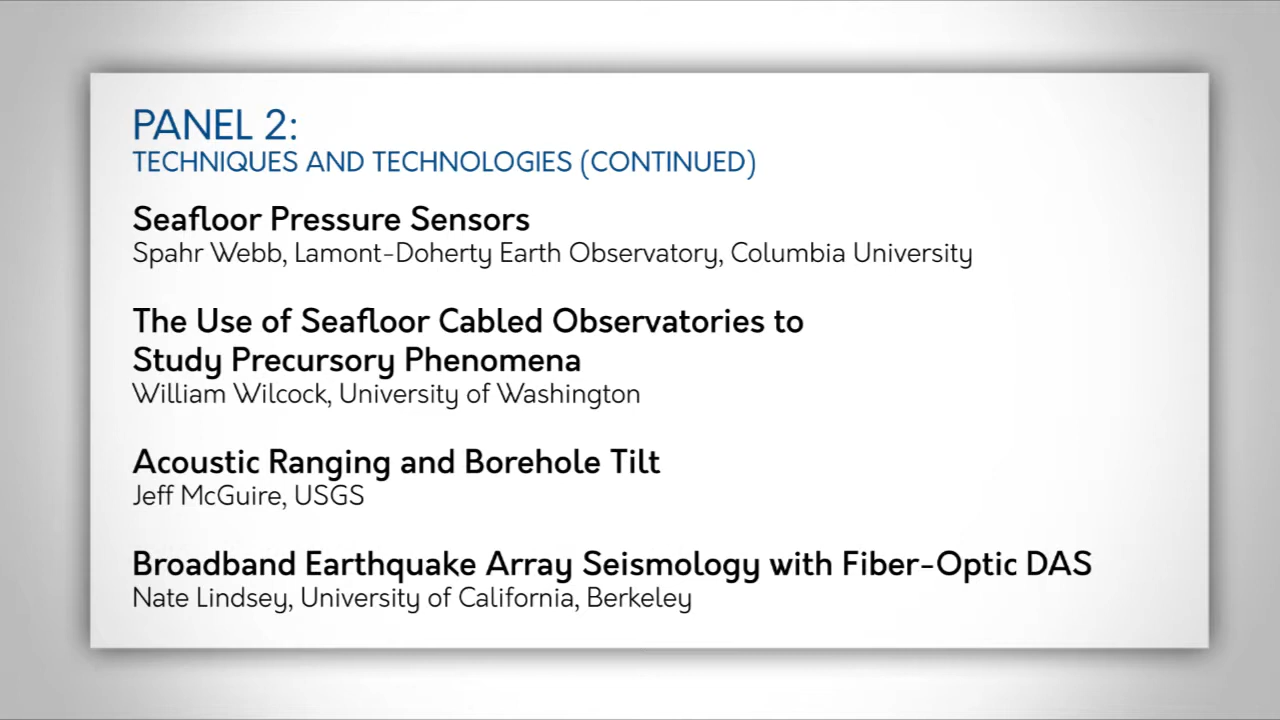 PANEL 2:
TECHNIQUES AND TECHNOLOGIES (CONTINUED)
Seafloor Pressure Sensors
Spahr Webb, Lamont-Doherty Earth Observatory, Columbia University
The Use of Seafloor Cabled Observatories to
Study Precursory Phenomena
William Wilcock, University of Washington
Acoustic Ranging and Borehole Tilt
Jeff McGuire, USGS
Broadband Earthquake Array Seismology with Fiber-Optic DAS
Nate Lindsey, University of California, Berkeley